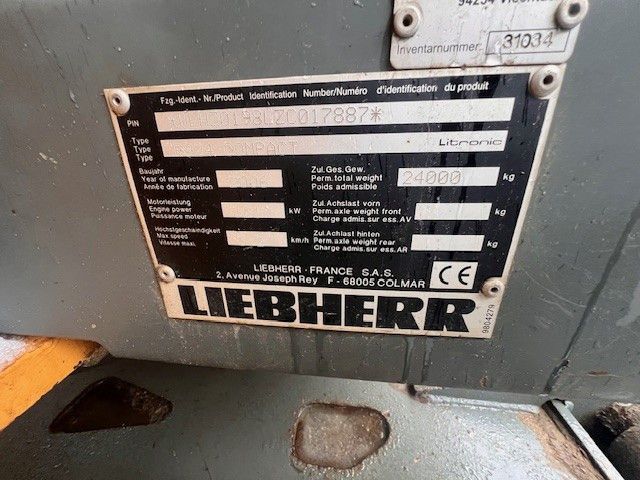 94234
Inventarnummer: 31034
Fzg.-Ident.- Nr./Product Identification Number/Numéro d'identification du produit
PIN 0198LZC017887*
Type
Type Litronic
Type COMPACT
Baujahr
Year of manufacture
Année de fabrication
Zul. Ges. Gew.
Perm. total weight 24000 kg
Poids admissible
Motorleistung
Engine power kW
Puissance moteur
Zul. Achslast vorn
Perm. axle weight front kg
Charge admis. sur ess. AV
Höchstgeschwindigkeit
Max speed km/h
Vitesse maxi.
Zul. Achslast hinten
Perm. axle weight rear kg
Charge admis. sur ess. AR
LIEBHERR - FRANCE S.A.S.
2, Avenue Joseph Rey F - 68005 COLMAR
CE
LIEBHERR
9804279